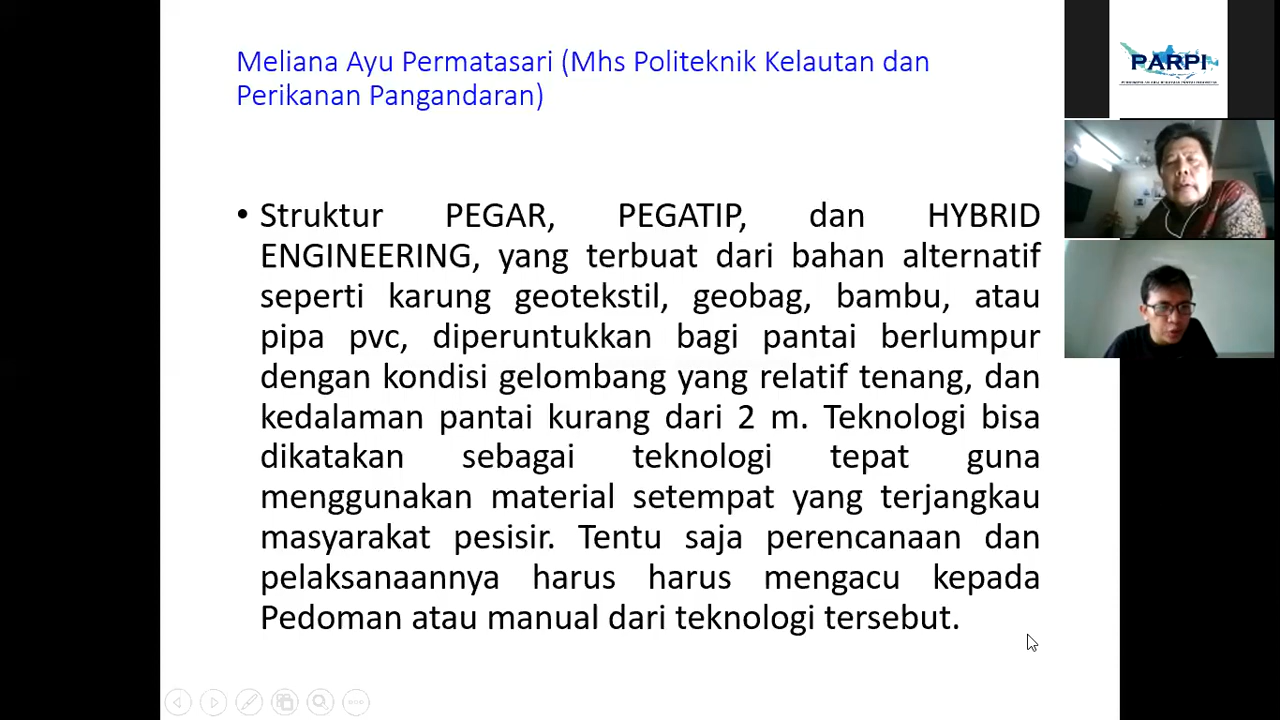 Meliana Ayu Permatasari (Mhs Politeknik Kelautan dan
Perikanan Pangandaran)
• Struktur PEGAR, PEGATIP, dan HYBRID
ENGINEERING, yang terbuat dari bahan alternatif
seperti karung geotekstil, geobag, bambu, atau
pipa pvc, diperuntukkan bagi pantai berlumpur
dengan kondisi gelombang yang relatif tenang, dan
kedalaman pantai kurang dari 2 m. Teknologi bisa
dikatakan sebagai teknologi tepat guna
menggunakan material setempat yang terjangkau
masyarakat pesisir. Tentu saja perencanaan dan
pelaksanaannya harus harus mengacu kepada
Pedoman atau manual dari teknologi tersebut.
PARPI